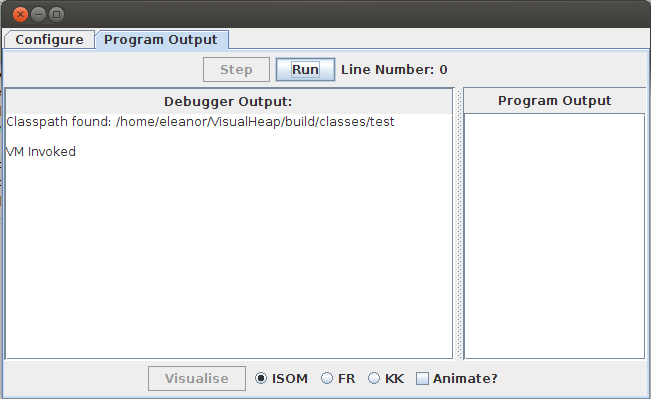 Configure Program Output
Step Run Line Number: 0
Debugger Output:
Program Output
Classpath found: /home/eleanor/VisualHeap/build/classes/test
VM Invoked
Visualise ISOM FR KK Animate?